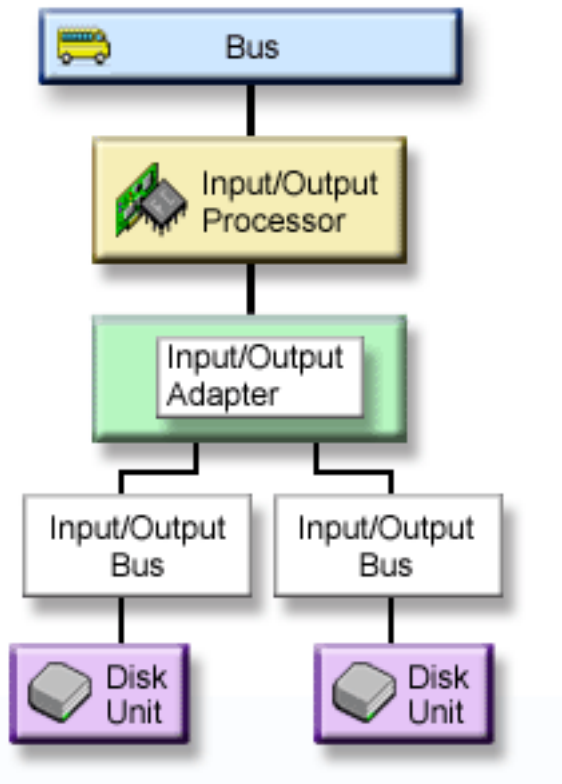 Bus
Input/Output
Processor
Input/Output
Adapter
Input/Output
Bus
Input/Output
Bus
Disk
Unit
Disk
Unit